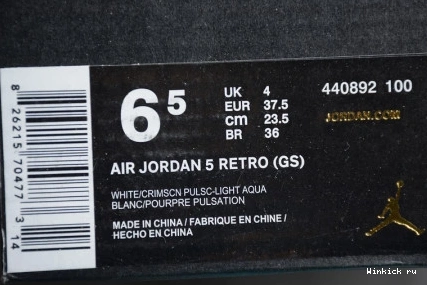 6 5
UK 4
EUR 37.5
cm 23.5
BR 36
440892 100
JORDAN.COM
AIR JORDAN 5 RETRO (GS)
WHITE/CRIMSCN PULSC-LIGHT AQUA
BLANC/POURPRE PULSATION
MADE IN CHINA / FABRIQUE EN CHINE /
HECHO EN CHINA
8 26215 70477 3 14
Winkick ru